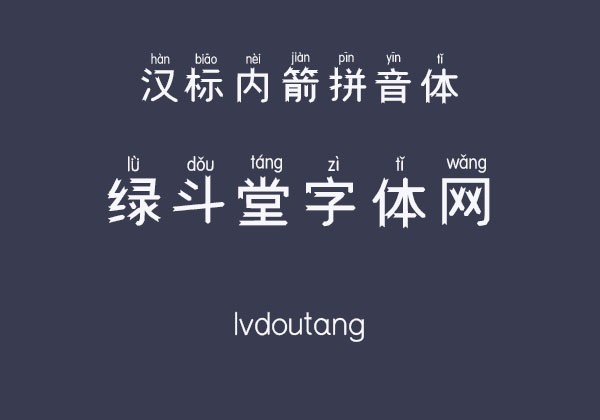 hàn biāo nèi jiàn pīn yīn tǐ
汉标内箭拼音体
lǜ dǒu táng zì tǐ wǎng
绿斗堂字体网
lvdoutang